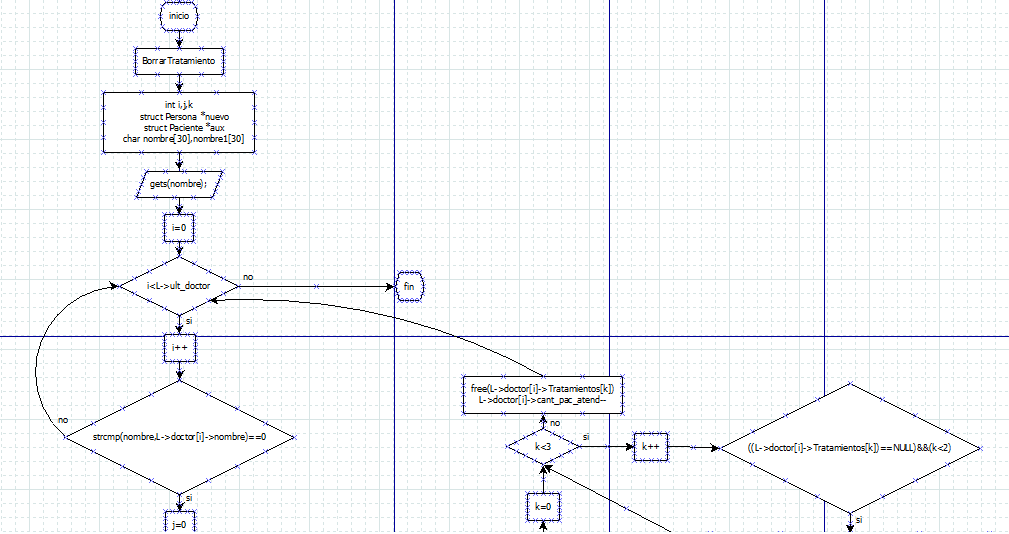 inicio
Borrar Tratamiento
int i,j,k
struct Persona *nuevo
struct Paciente *aux
char nombre[30],nombre1[30]
gets(nombre);
i=0
i<L->ult_doctor
no
fin
si
i++
strcmp(nombre,L->doctor[i]->nombre)==0
no
si
j=0
free(L->doctor[i]->Tratamientos[k])
L->doctor[i]->cant_pac_atend--
no
k<3
si
k++
k=0
((L->doctor[i]->Tratamientos[k])==NULL)&&(k<2)
si